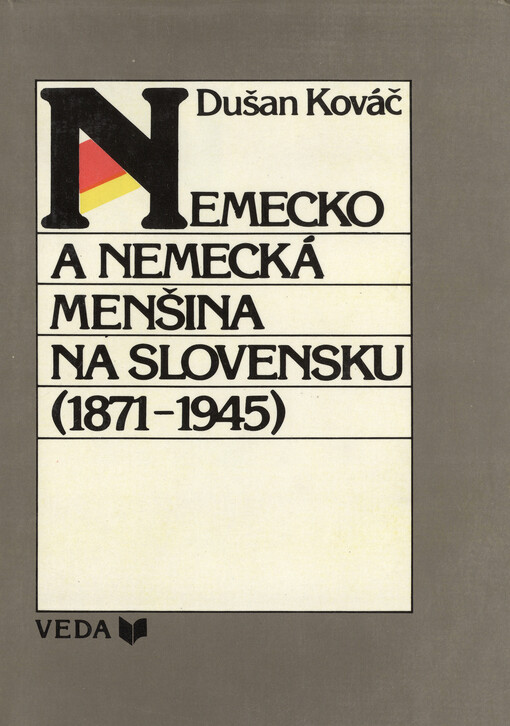 Dušan Kováč
NEMECKO
A NEMECKÁ
MENŠINA
NA SLOVENSKU
(1871-1945)
VEDA